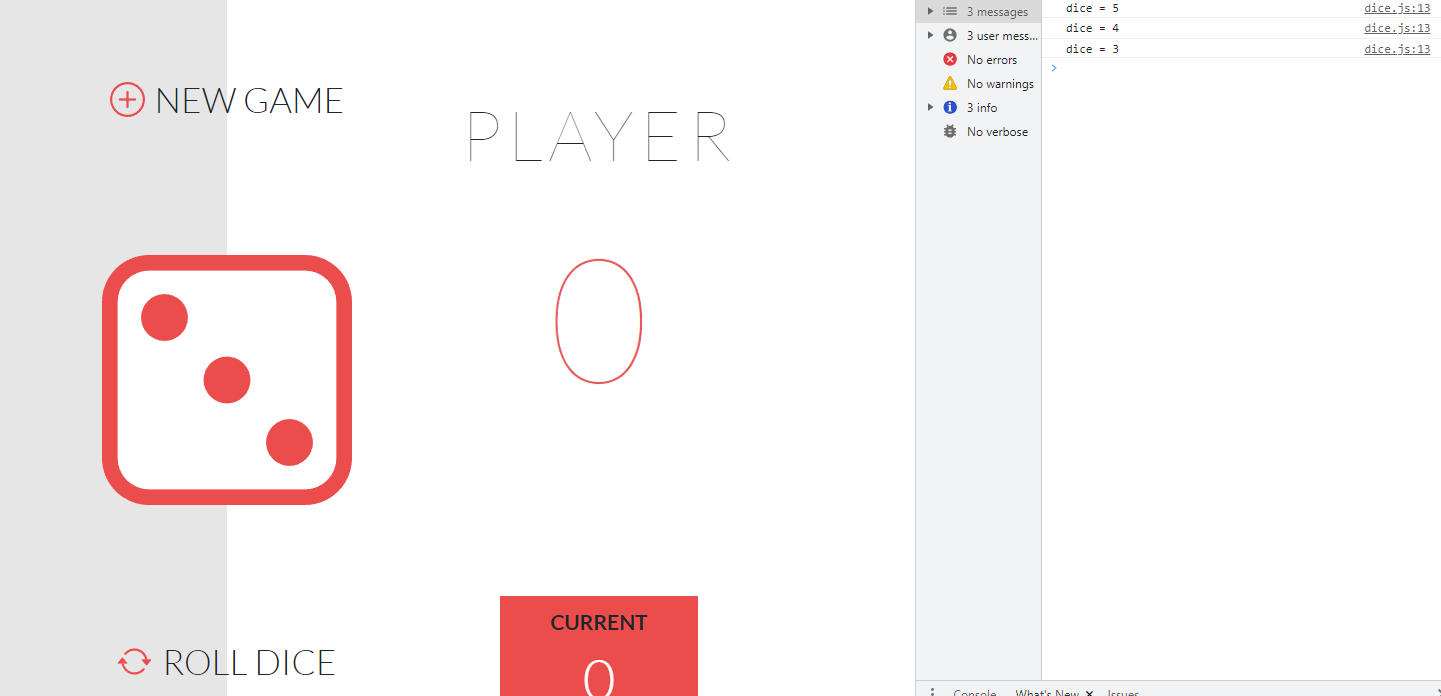 NEW GAME
PLAYER
0
CURRENT
0
ROLL DICE
3 messages
3 user mess...
No errors
No warnings
3 info
No verbose
dice = 5 dice.js:13
dice = 4 dice.js:13
dice = 3 dice.js:13
>
Console What's New × Issues